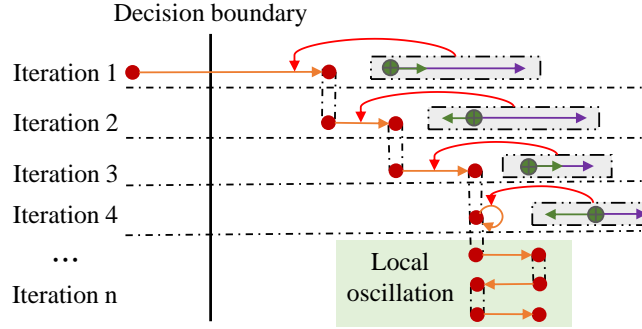 Decision boundary
Iteration 1
Iteration 2
Iteration 3
Iteration 4
...
Iteration n
Local
oscillation